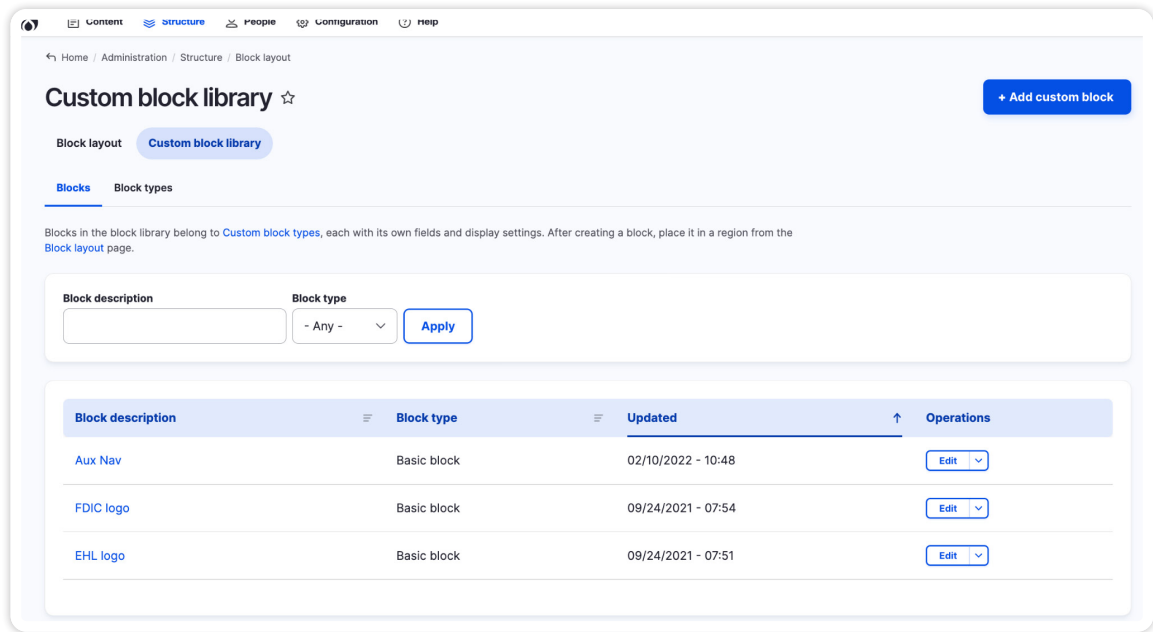 Content Structure People Configuration Help
Home / Administration / Structure / Block layout
Custom block library
+ Add custom block
Block layout Custom block library
Blocks Block types
Blocks in the block library belong to Custom block types, each with its own fields and display settings. After creating a block, place it in a region from the
Block layout page.
Block description Block type
- Any - Apply
Block description Block type Updated Operations
Aux Nav Basic block 02/10/2022 - 10:48 Edit
FDIC logo Basic block 09/24/2021 - 07:54 Edit
EHL logo Basic block 09/24/2021 - 07:51 Edit